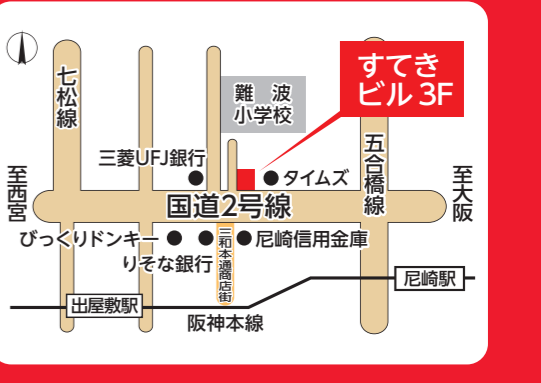 すてき
ビル 3F
七松線
難波
小学校
五合橋線
三菱UFJ銀行
タイムズ
至西宮
至大阪
国道2号線
びっくりドンキー
尼崎信用金庫
りそな銀行
三和本通商店街
尼崎駅
出屋敷駅
阪神本線